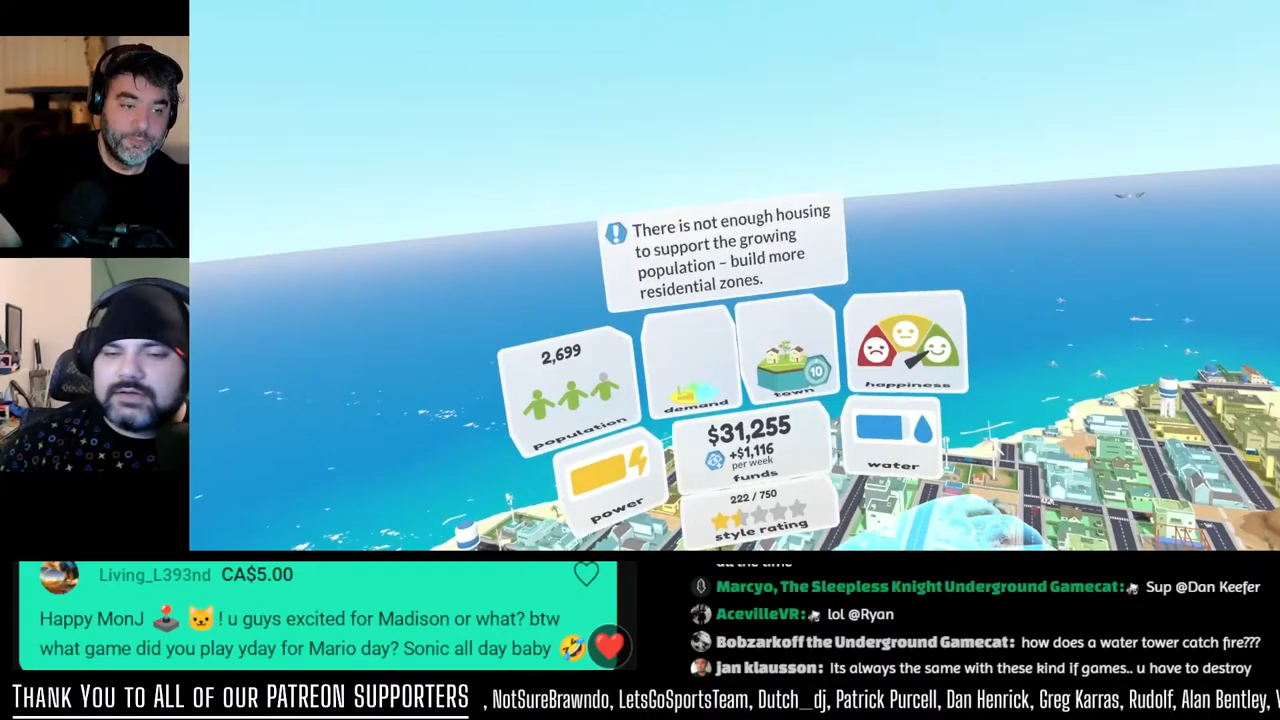 There is not enough housing
to support the growing
population – build more
residential zones.
2,699
population
demand
10
town
happiness
power
$31,255
+$1,116
per week
funds
222 / 750
style rating
water
Living_L393nd CA$5.00
Happy MonJ 🕹️ 🐱 ! u guys excited for Madison or what? btw
what game did you play yday for Mario day? Sonic all day baby 🤣
all the time
Marcyo, The Sleepless Knight Underground Gamecat: Sup @Dan Keefer
AcevilleVR: lol @Ryan
Bobzarkoff the Underground Gamecat: how does a water tower catch fire???
jan klausson: Its always the same with these kind if games.. u have to destroy
THANK YOU TO ALL OF OUR PATREON SUPPORTERS
, NotSureBrawndo, LetsGoSportsTeam, Dutch_dj, Patrick Purcell, Dan Henrick, Greg Karras, Rudolf, Alan Bentley,